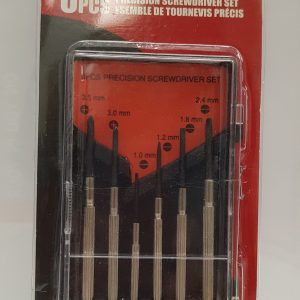 6PCS PRECISION SCREWDRIVER SET
ENSEMBLE DE TOURNEVIS PRÉCIS
6PCS PRECISION SCREWDRIVER SET
3.5 mm
3.0 mm
1.0 mm
1.2 mm
1.8 mm
2.4 mm